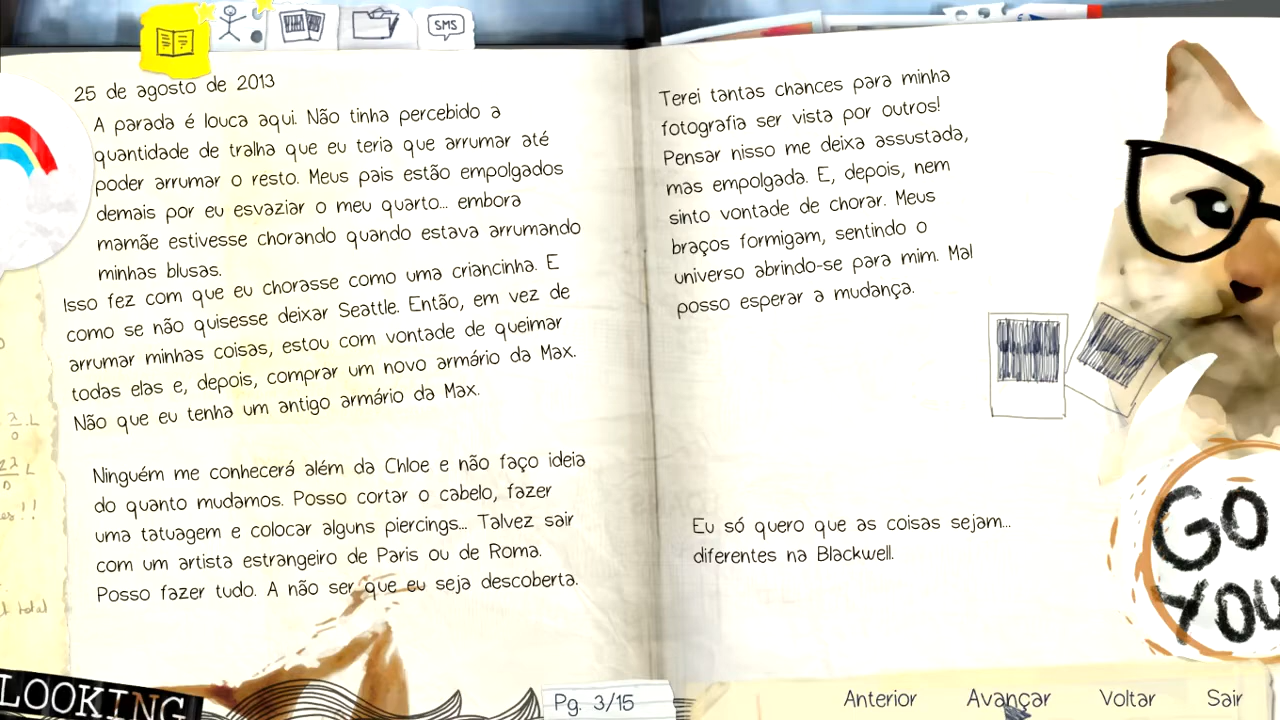 SMS
25 de agosto de 2013
A parada é louca aqui. Não tinha percebido a
quantidade de tralha que eu teria que arrumar até
poder arrumar o resto. Meus pais estão empolgados
demais por eu esvaziar o meu quarto... embora
mamãe estivesse chorando quando estava arrumando
minhas blusas.
Isso fez com que eu chorasse como uma criancinha. E
como se não quisesse deixar Seattle. Então, em vez de
arrumar minhas coisas, estou com vontade de queimar
todas elas e, depois, comprar um novo armário da Max.
Não que eu tenha um antigo armário da Max.
Ninguém me conhecerá além da Chloe e não faço ideia
do quanto mudamos. Posso cortar o cabelo, fazer
uma tatuagem e colocar alguns piercings... Talvez sair
com um artista estrangeiro de Paris ou de Roma.
Posso fazer tudo. A não ser que eu seja descoberta.
Terei tantas chances para minha
fotografia ser vista por outros!
Pensar nisso me deixa assustada,
mas empolgada. E, depois, nem
sinto vontade de chorar. Meus
braços formigam, sentindo o
universo abrindo-se para mim. Mal
posso esperar a mudança.
Eu só quero que as coisas sejam...
diferentes na Blackwell.
GO
YOU
LOOKING
Pg. 3/15
Anterior Avançar Voltar Sair